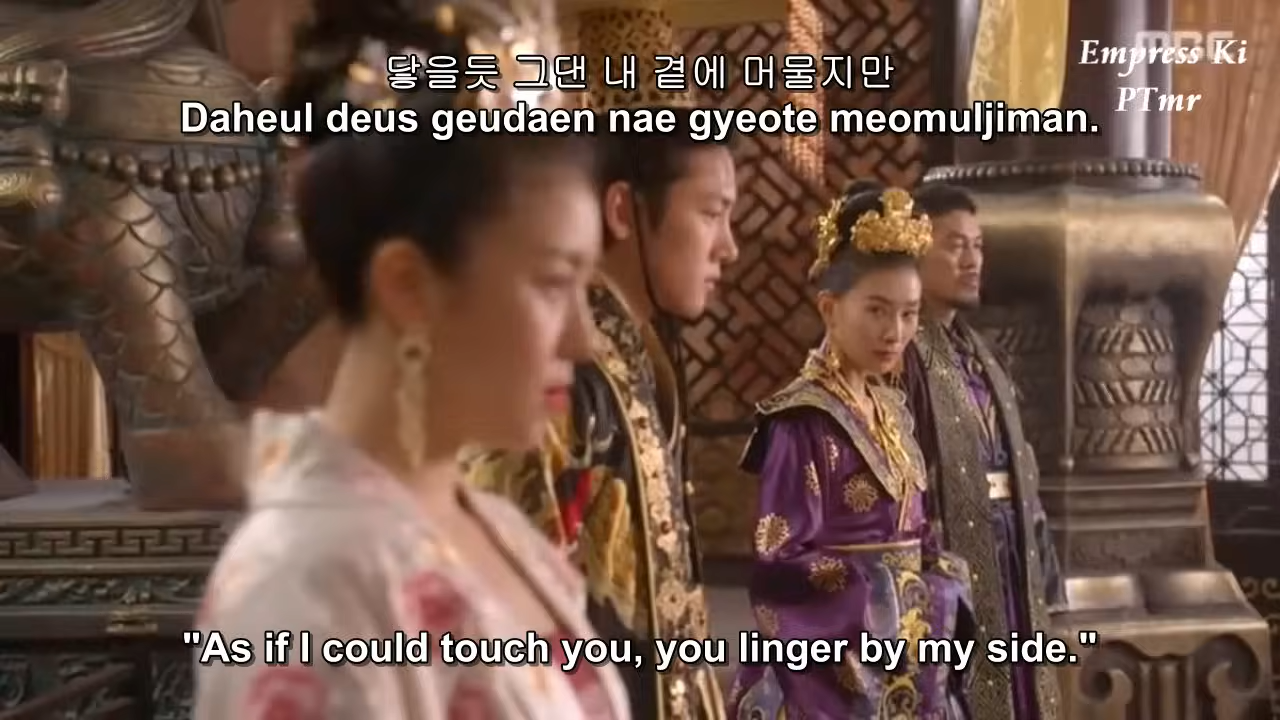 MBC
Empress Ki
PTmr
닿을듯 그댄 내 곁에 머물지만
Daheul deus geudaen nae gyeote meomuljiman.
"As if I could touch you, you linger by my side."